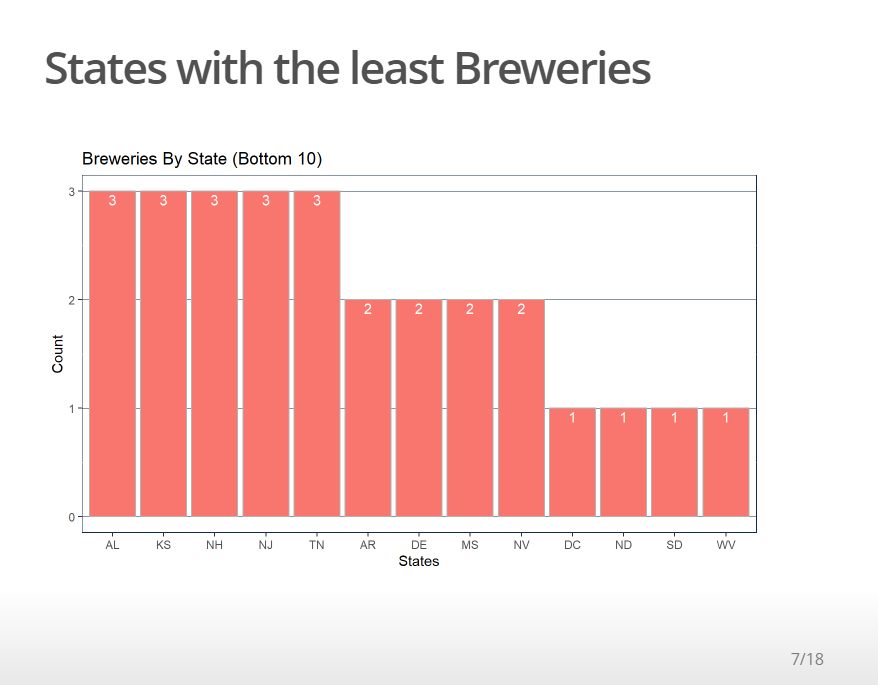 States with the least Breweries
Breweries By State (Bottom 10)
3
3 3 3 3 3
2
2 2 2 2
Count
1
1 1 1 1
0
AL KS NH NJ TN AR DE MS NV DC ND SD WV
States
7/18